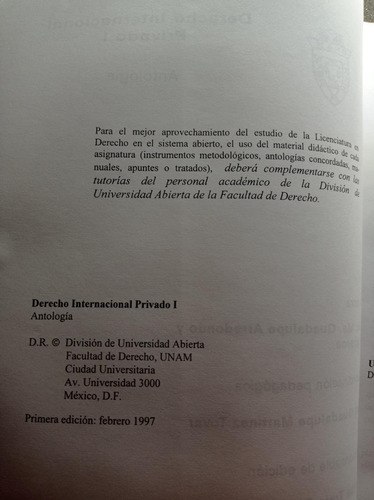 Para el mejor aprovechamiento del estudio de la Licenciatura en
Derecho en el sistema abierto, el uso del material didáctico de cada
asignatura (instrumentos metodológicos, antologías concordadas, ma-
nuales, apuntes o tratados), deberá complementarse con las
tutorías del personal académico de la División de
Universidad Abierta de la Facultad de Derecho.
Derecho Internacional Privado I
Antología
D.R. © División de Universidad Abierta
Facultad de Derecho, UNAM
Ciudad Universitaria
Av. Universidad 3000
México, D.F.
Primera edición: febrero 1997